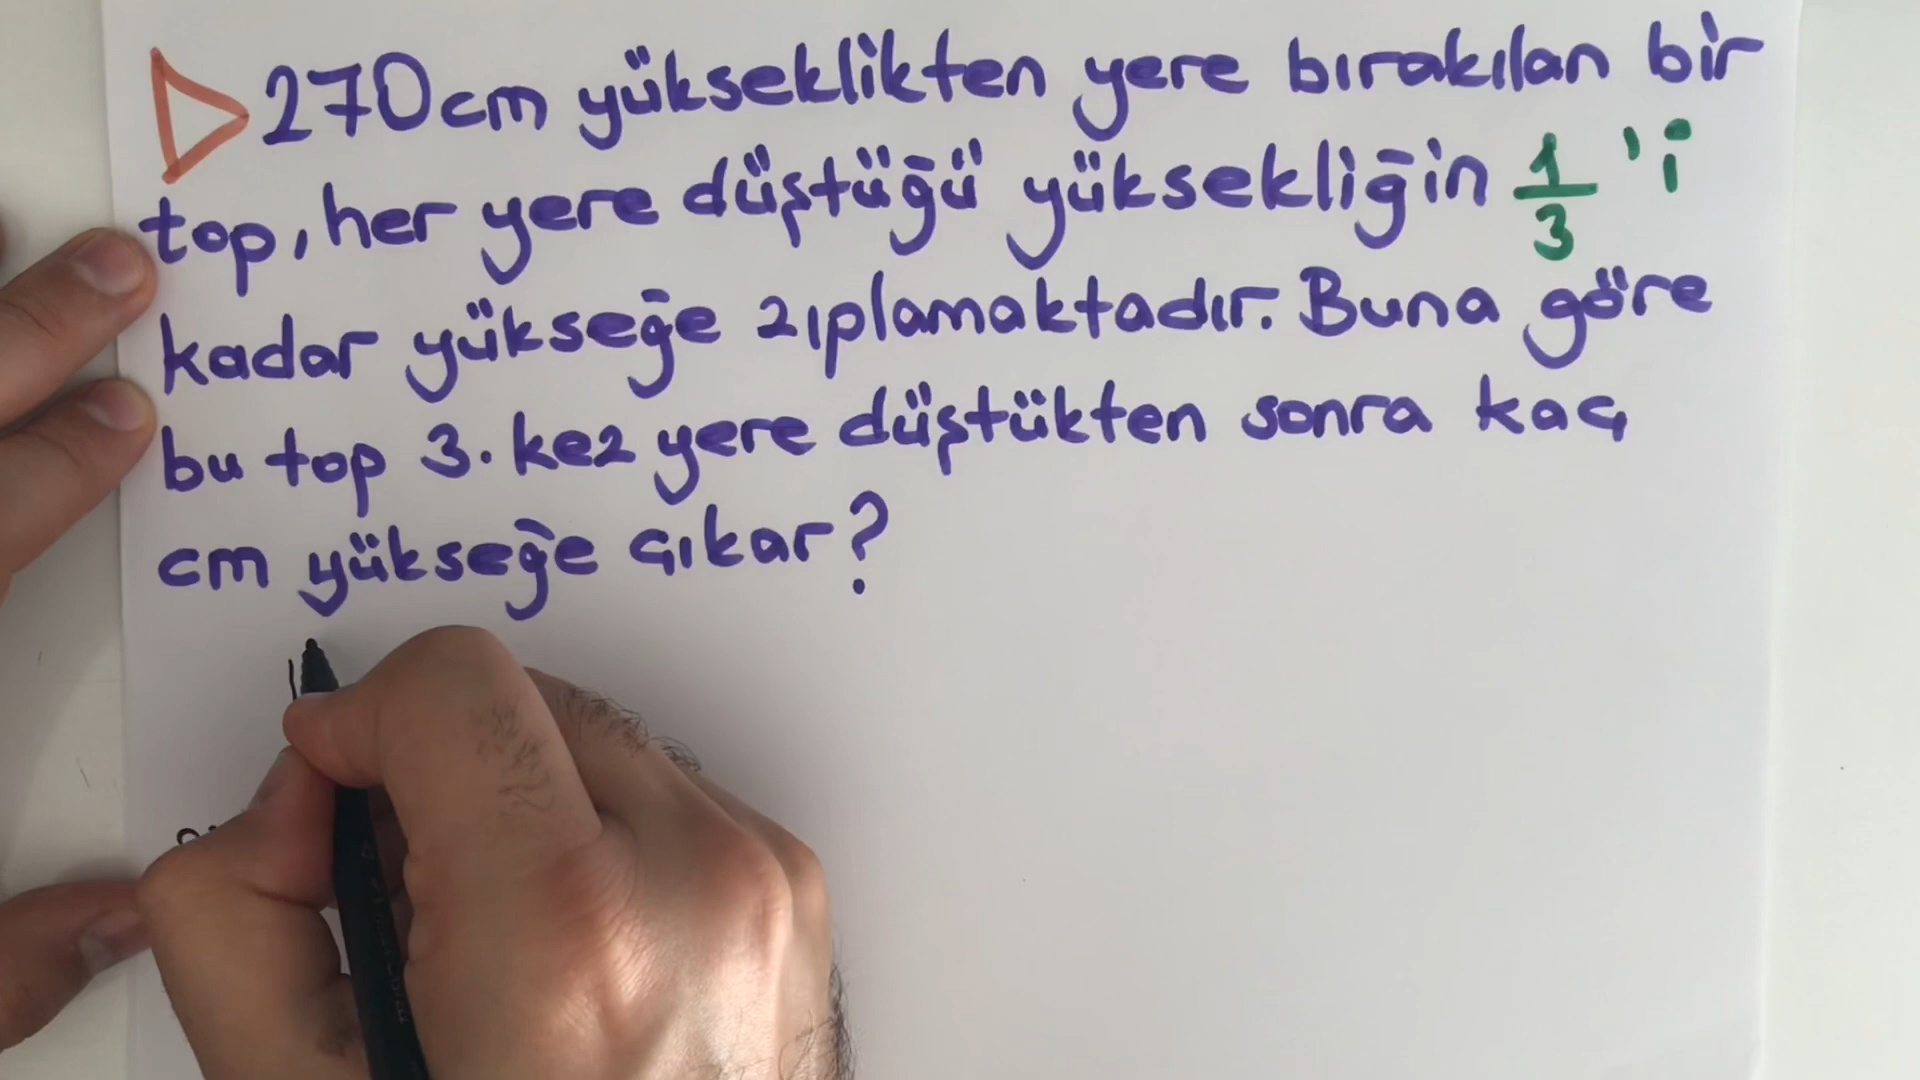 270cm yükseklikten yere bırakılan bir
top, her yere düştüğü yüksekliğin 1/3 'i
kadar yükseğe zıplamaktadır. Buna göre
bu top 3. kez yere düştükten sonra kaç
cm yükseğe çıkar?